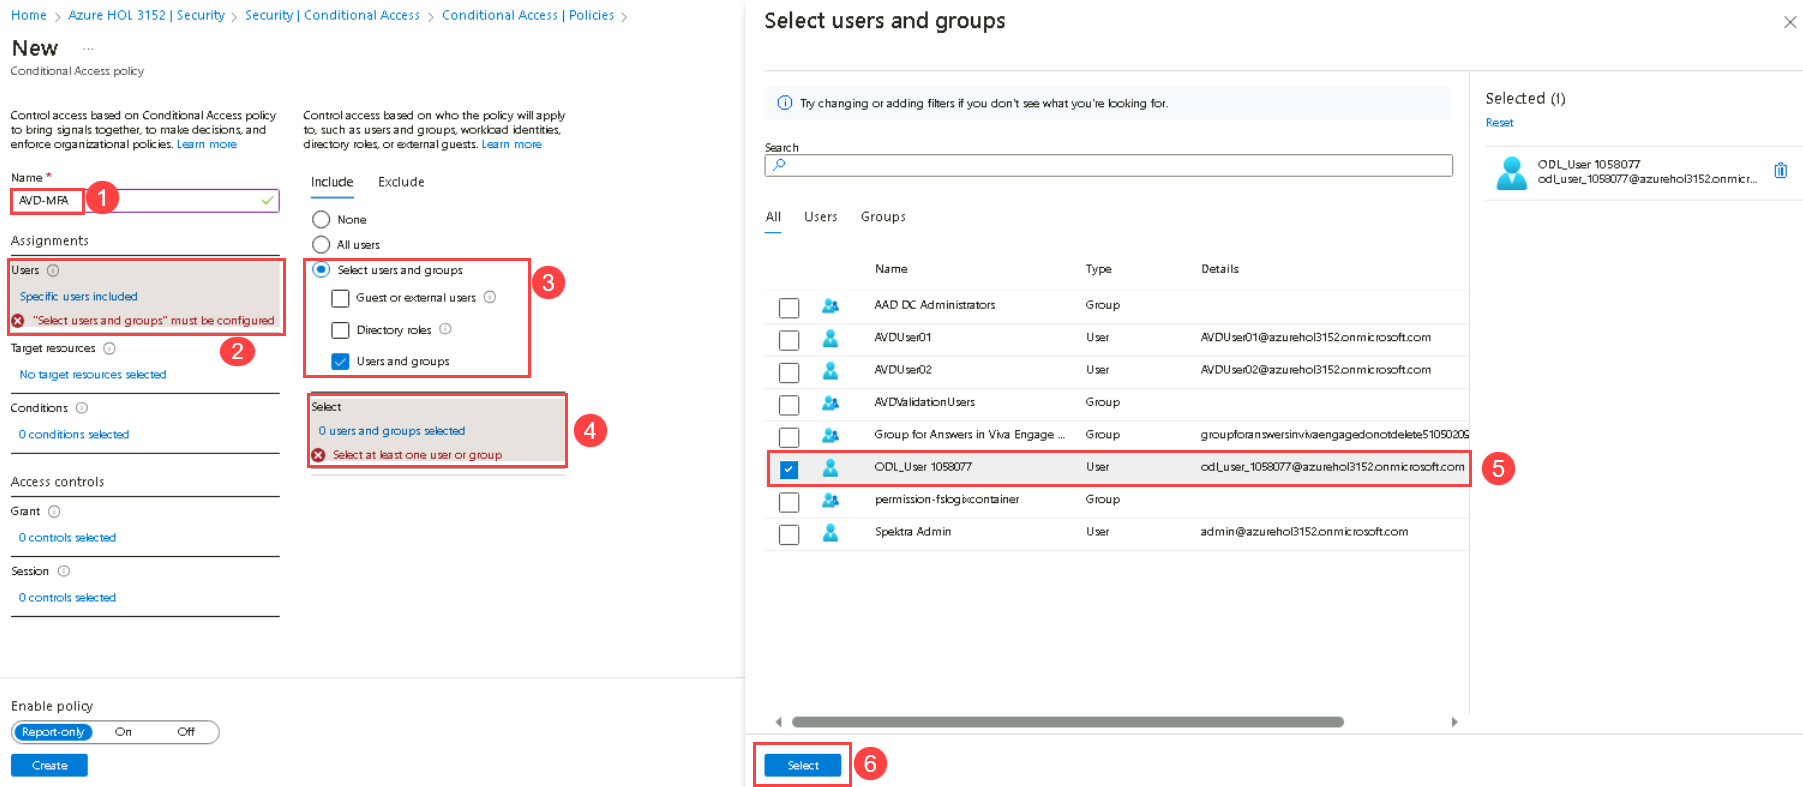 Home > Azure HOL 3152 | Security > Security | Conditional Access > Conditional Access | Policies >
New ...
Conditional Access policy
Control access based on Conditional Access policy
to bring signals together, to make decisions, and
enforce organizational policies. Learn more
Name *
AVD-MFA
1
Assignments
Users
Specific users included
"Select users and groups" must be configured
2
Target resources
No target resources selected
Conditions
0 conditions selected
Access controls
Grant
0 controls selected
Session
0 controls selected
Enable policy
Report-only On Off
Create
Control access based on who the policy will apply
to, such as users and groups, workload identities,
directory roles, or external guests. Learn more
Include Exclude
None
All users
Select users and groups
3
Guest or external users
Directory roles
Users and groups
Select
0 users and groups selected
4
Select at least one user or group
Select users and groups
Try changing or adding filters if you don't see what you're looking for.
Search
All Users Groups
Name Type Details
AAD DC Administrators Group
AVDUser01 User AVDUser01@azurehol3152.onmicrosoft.com
AVDUser02 User AVDUser02@azurehol3152.onmicrosoft.com
AVDValidationUsers Group
Group for Answers in Viva Engage ... Group groupforanswersinvivaengagedonotdelete51050209
ODL_User 1058077 User odl_user_1058077@azurehol3152.onmicrosoft.com
5
permission-fslogixcontainer Group
Spektra Admin User admin@azurehol3152.onmicrosoft.com
Select
6
Selected (1)
Reset
ODL_User 1058077
odl_user_1058077@azurehol3152.onmicr...